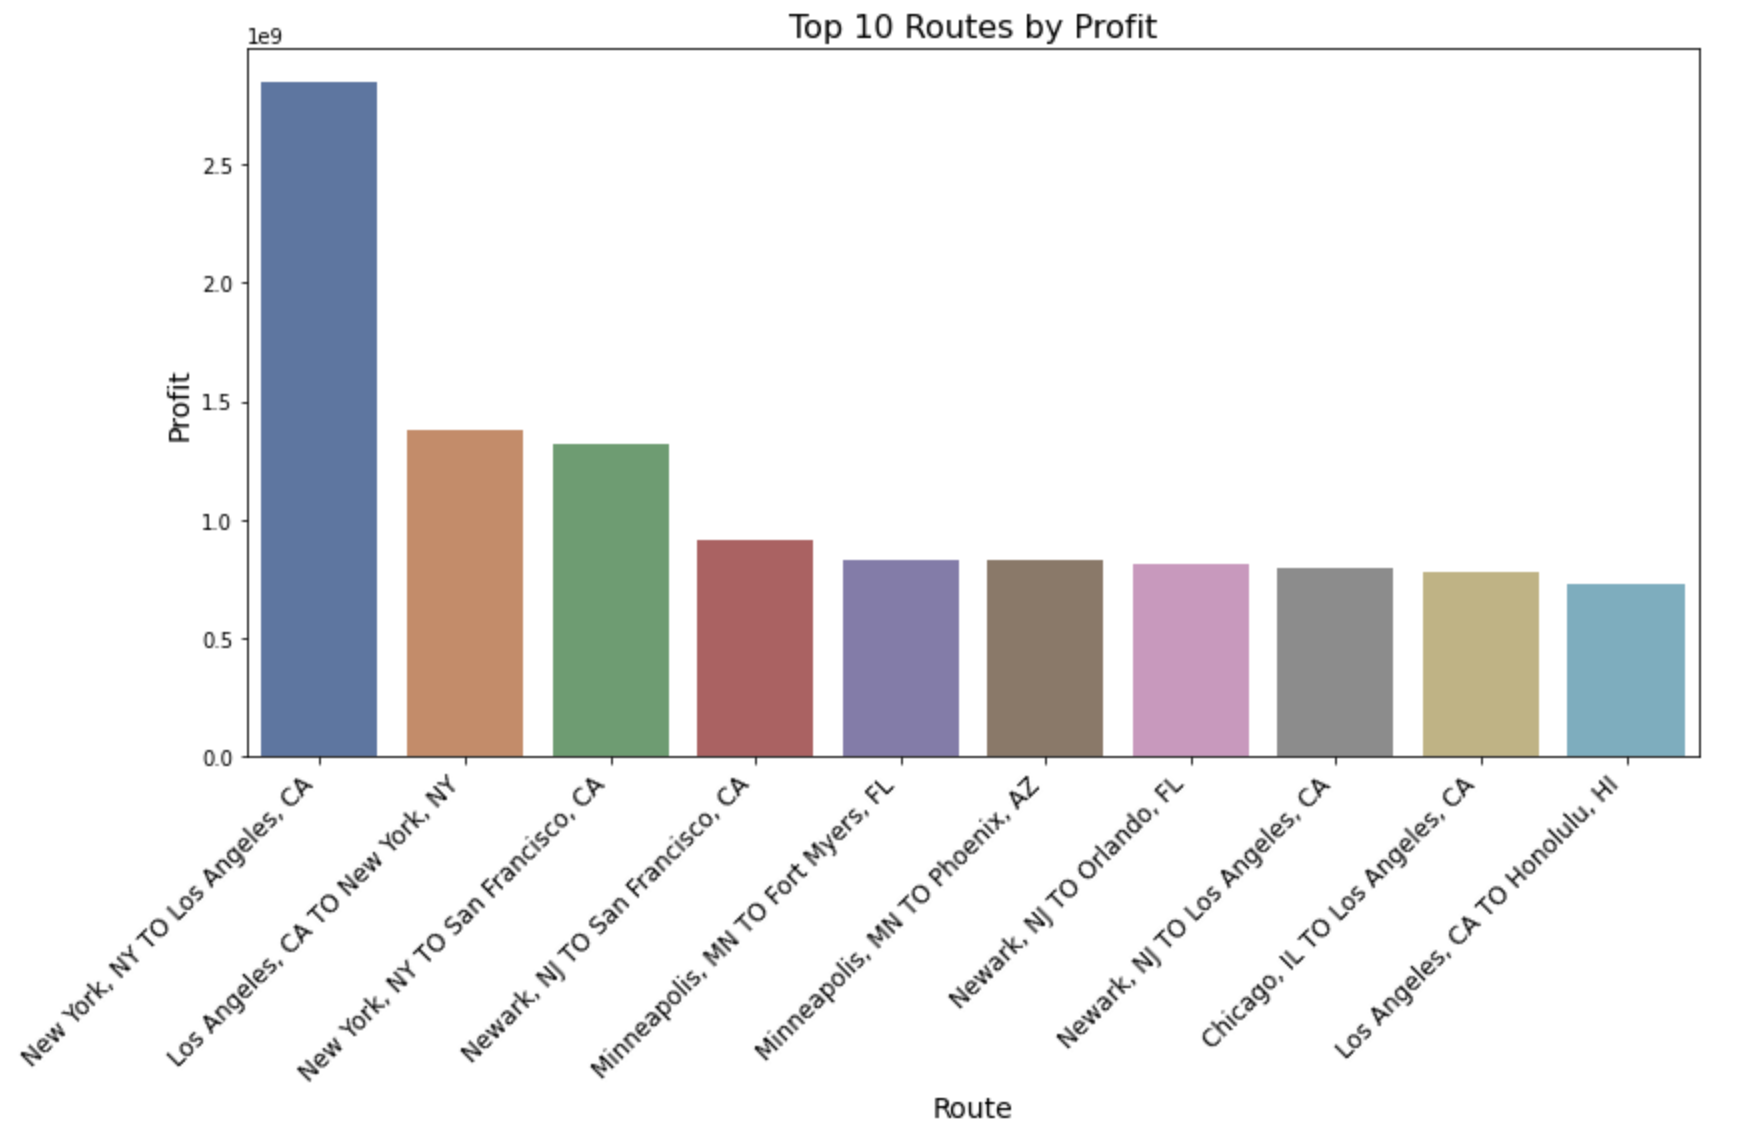 Top 10 Routes by Profit
1e9
2.5
2.0
1.5
1.0
0.5
0.0
Profit
New York, NY TO Los Angeles, CA
Los Angeles, CA TO New York, NY
New York, NY TO San Francisco, CA
Newark, NJ TO San Francisco, CA
Minneapolis, MN TO Fort Myers, FL
Minneapolis, MN TO Phoenix, AZ
Newark, NJ TO Orlando, FL
Newark, NJ TO Los Angeles, CA
Chicago, IL TO Los Angeles, CA
Los Angeles, CA TO Honolulu, HI
Route